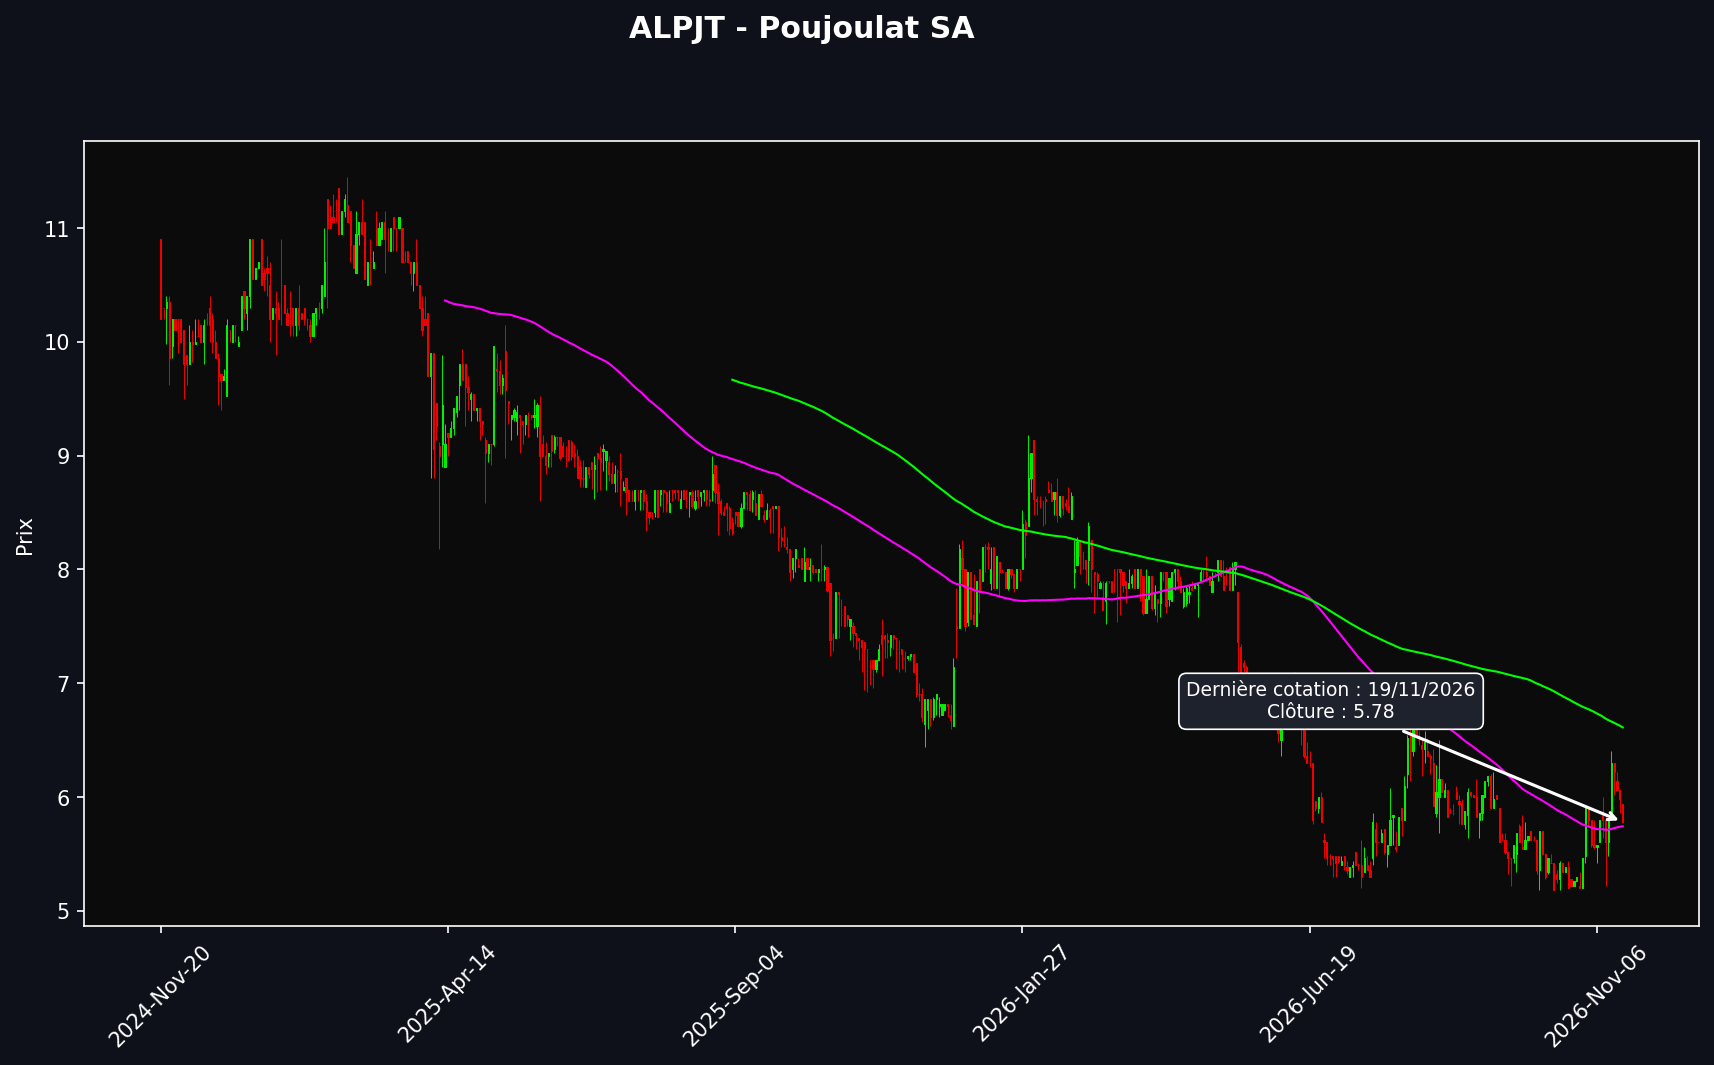 ALPJT - Poujoulat SA
Prix
11
10
9
8
7
6
5
Dernière cotation : 19/11/2026
Clôture : 5.78
2024-Nov-20
2025-Apr-14
2025-Sep-04
2026-Jan-27
2026-Jun-19
2026-Nov-06